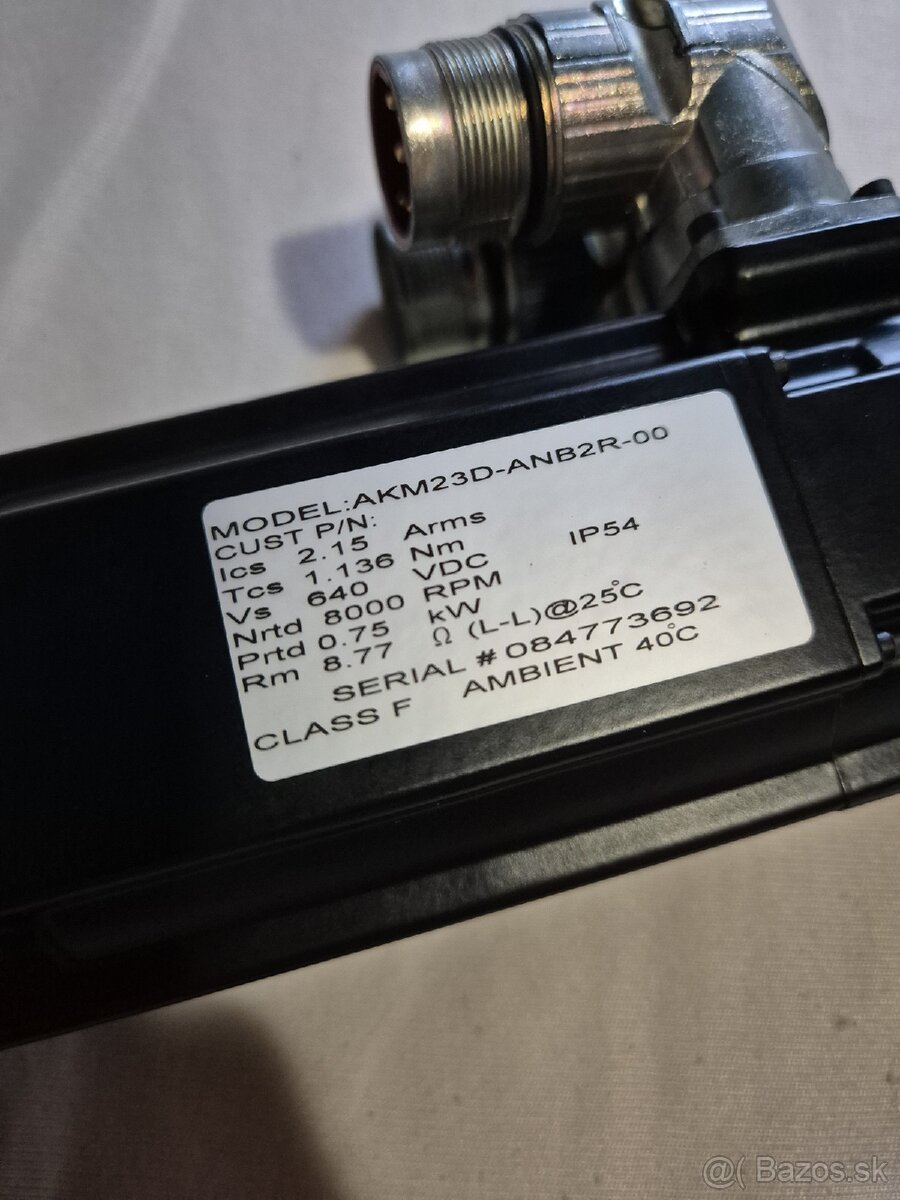 MODEL:AKM23D-ANB2R-00
CUST P/N:
Ics 2.15 Arms
Tcs 1.136 Nm IP54
Vs 640 VDC
Nrtd 8000 RPM
Prtd 0.75 kW
Rm 8.77 Ω (L-L)@25°C
SERIAL #084773692
CLASS F AMBIENT 40°C
@( Bazos.sk